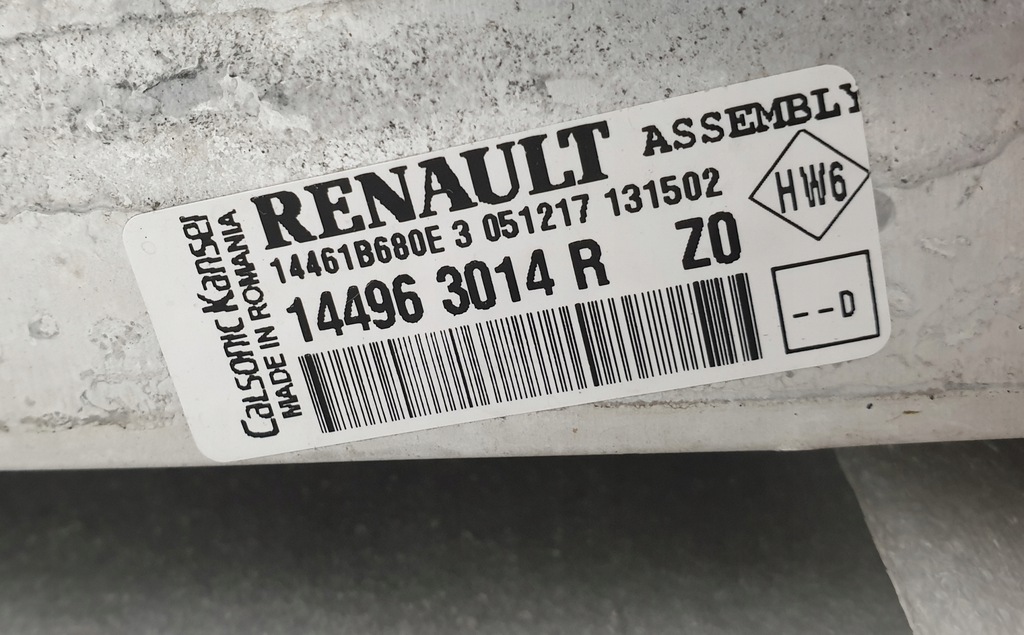 Calsonic Kansei
MADE IN ROMANIA
RENAULT ASSEMBLY
14461B680E 3 051217 131502
14496 3014 R Z0
HW6
--D